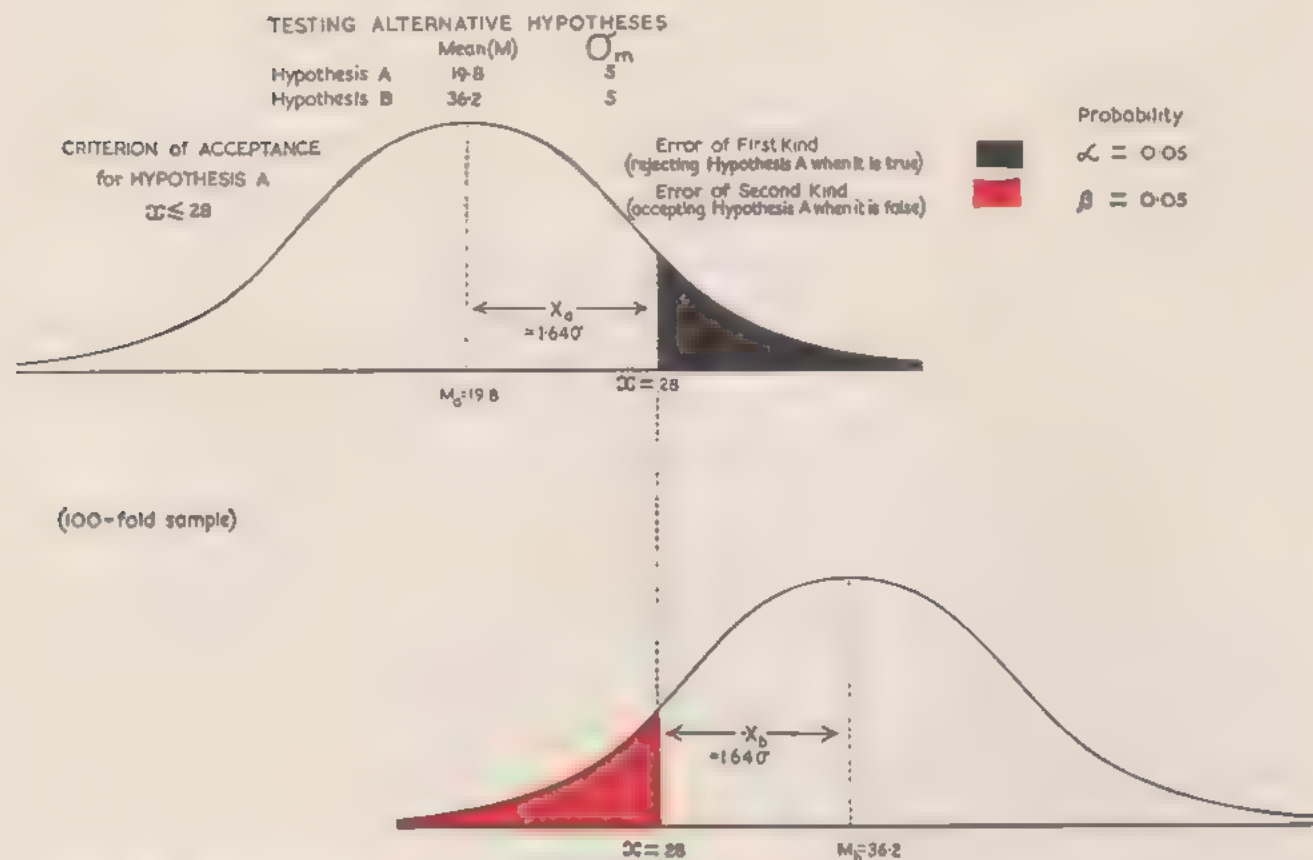 TESTING ALTERNATIVE HYPOTHESES
Mean(M) σm
Hypothesis A 19·8 5
Hypothesis B 36·2 5
CRITERION of ACCEPTANCE
for HYPOTHESIS A
x ≤ 28
Probability
Error of First Kind
(rejecting Hypothesis A when it is true)
α = 0·05
Error of Second Kind
(accepting Hypothesis A when it is false)
β = 0·05
Xa
=1·64σ
Ma=19·8
x = 28
(100-fold sample)
Xb
=1·64σ
x = 28
Mb=36·2